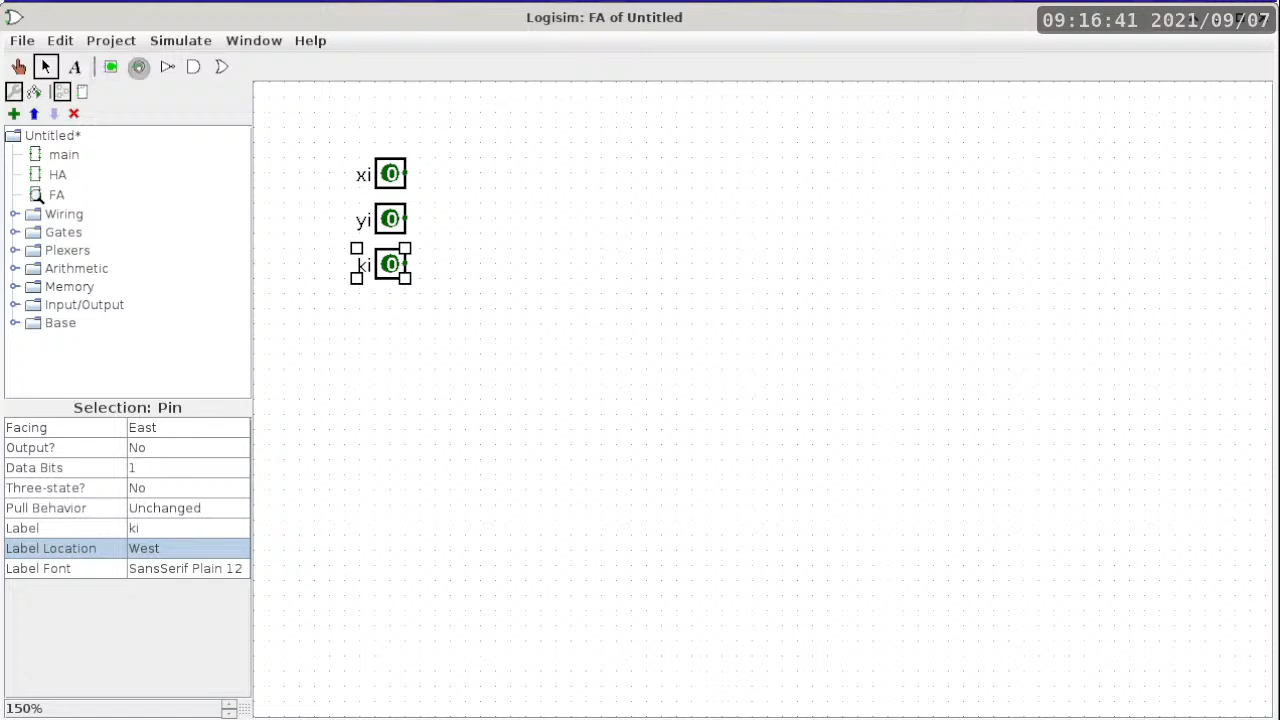 Logisim: FA of Untitled
09:16:41 2021/09/07
File Edit Project Simulate Window Help
A
Untitled*
main
HA
FA
Wiring
Gates
Plexers
Arithmetic
Memory
Input/Output
Base
Selection: Pin
Facing East
Output? No
Data Bits 1
Three-state? No
Pull Behavior Unchanged
Label ki
Label Location West
Label Font SansSerif Plain 12
150%
xi 0
yi 0
ki 0